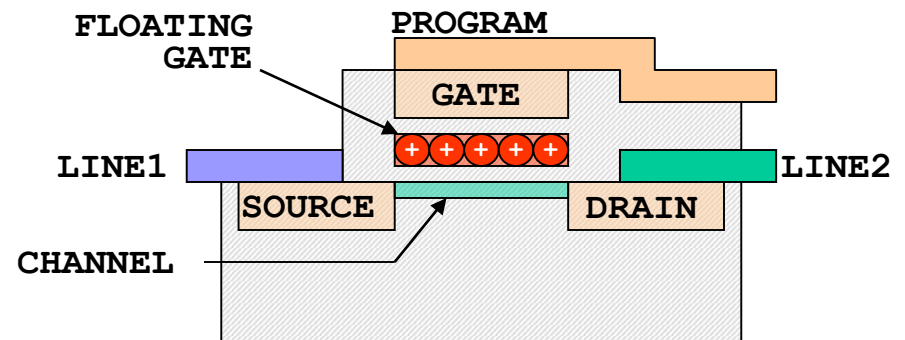 FLOATING
GATE
PROGRAM
GATE
+ + + + +
LINE1
LINE2
SOURCE
DRAIN
CHANNEL